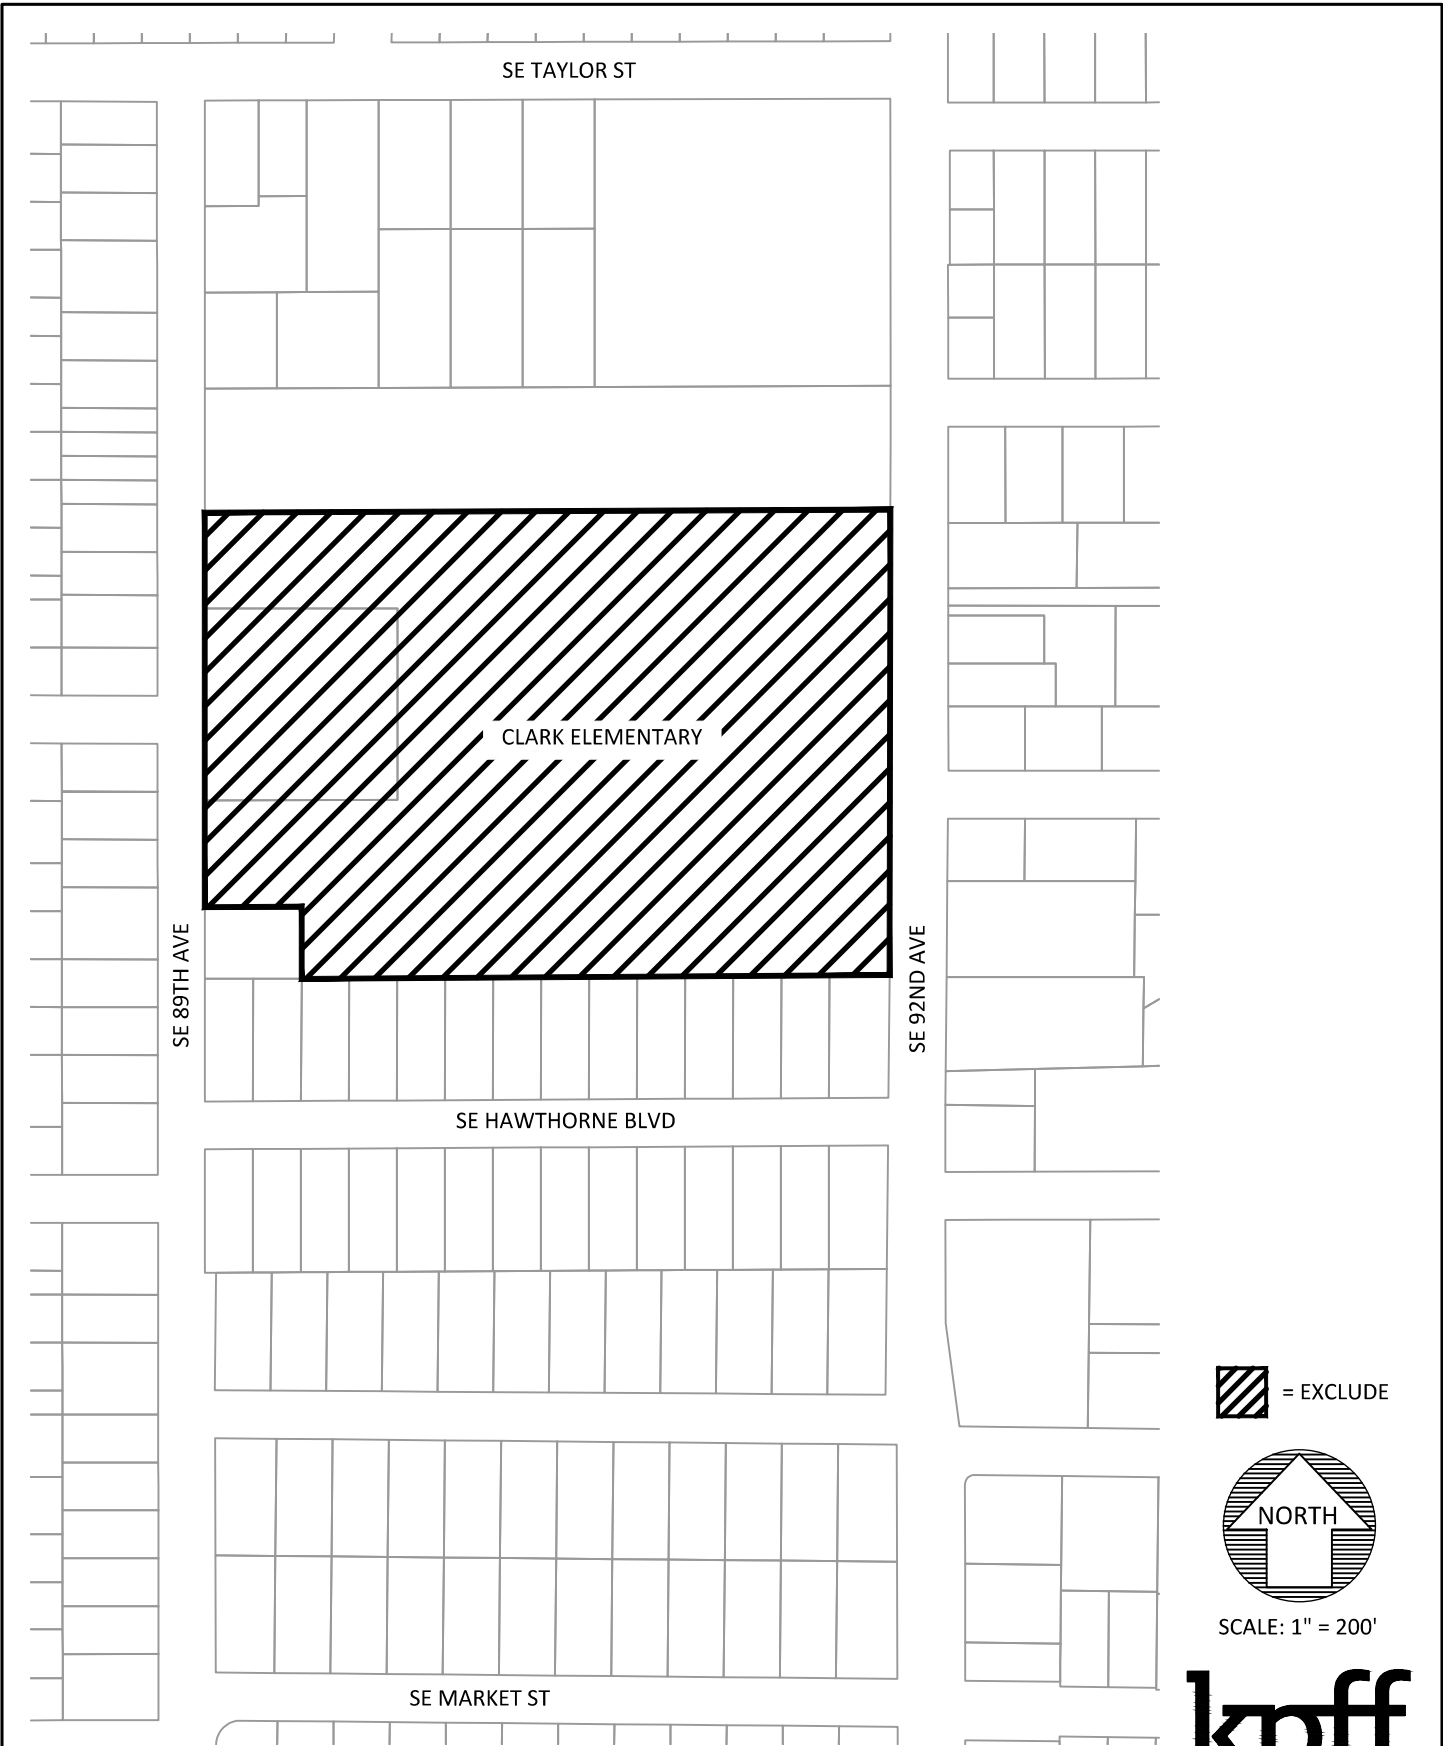 SE TAYLOR ST
CLARK ELEMENTARY
SE 89TH AVE
SE 92ND AVE
SE HAWTHORNE BLVD
= EXCLUDE
NORTH
SCALE: 1" = 200'
SE MARKET ST
kpff